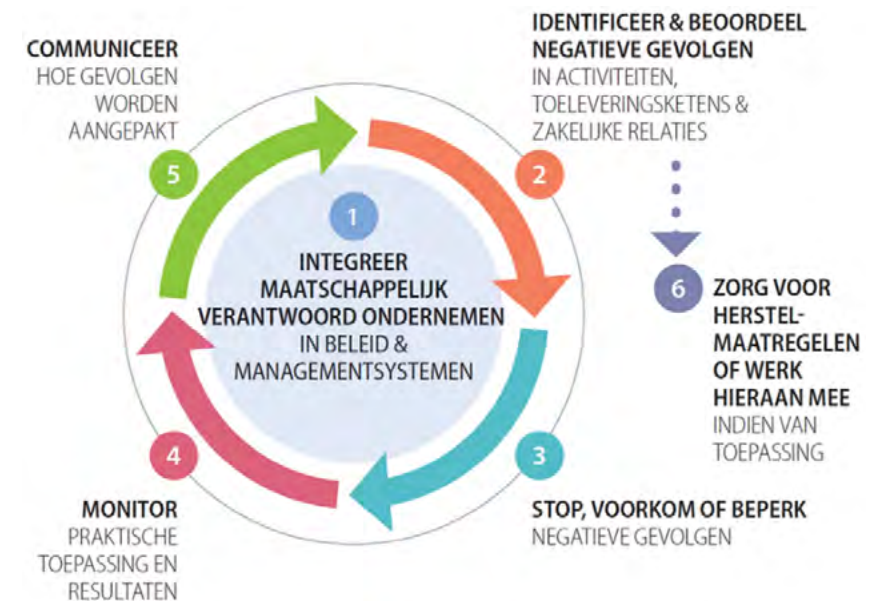 1
INTEGREER
MAATSCHAPPELIJK
VERANTWOORD ONDERNEMEN
IN BELEID &
MANAGEMENTSYSTEMEN
IDENTIFICEER & BEOORDEEL
NEGATIEVE GEVOLGEN
IN ACTIVITEITEN,
TOELEVERINGSKETENS &
ZAKELIJKE RELATIES
2
3
STOP, VOORKOM OF BEPERK
NEGATIEVE GEVOLGEN
4
MONITOR
PRAKTISCHE
TOEPASSING EN
RESULTATEN
COMMUNICEER
HOE GEVOLGEN
WORDEN
AANGEPAKT
5
6
ZORG VOOR
HERSTEL-
MAATREGELEN
OF WERK
HIERAAN MEE
INDIEN VAN
TOEPASSING